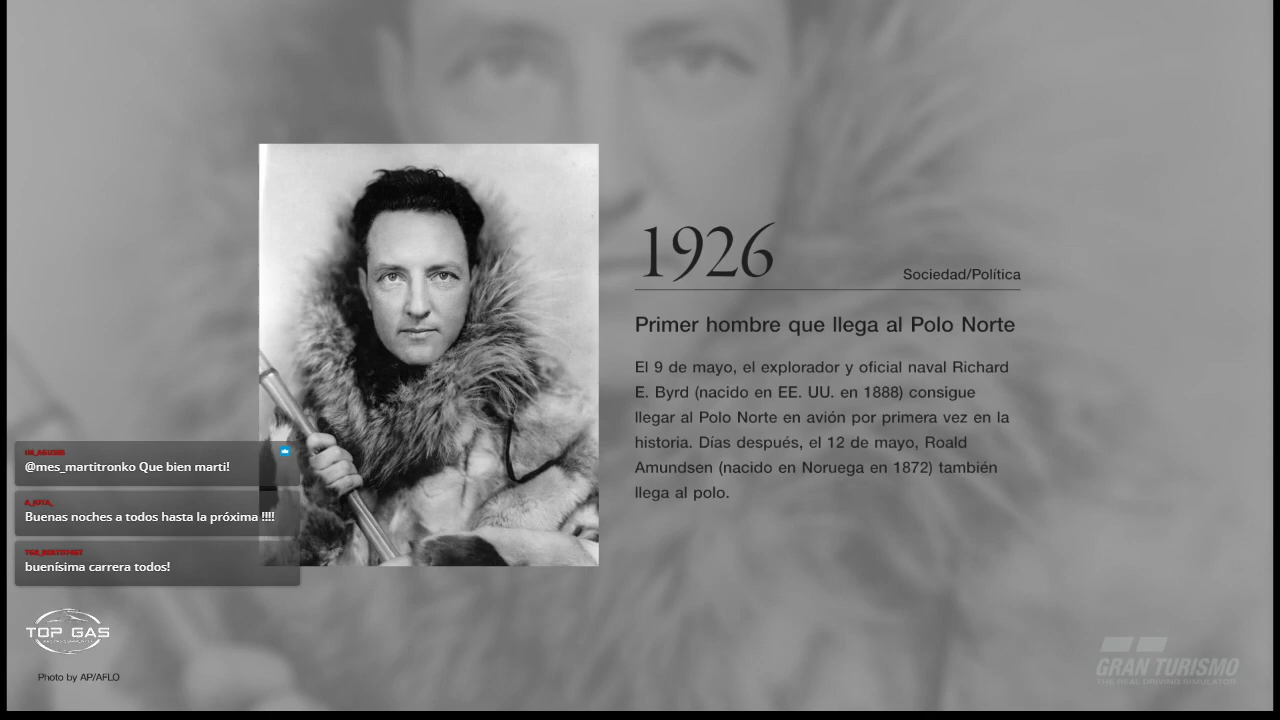 1926
Sociedad/Política
Primer hombre que llega al Polo Norte
El 9 de mayo, el explorador y oficial naval Richard
E. Byrd (nacido en EE. UU. en 1888) consigue
llegar al Polo Norte en avión por primera vez en la
historia. Días después, el 12 de mayo, Roald
Amundsen (nacido en Noruega en 1872) también
llega al polo.
@mes_martitronko Que bien marti!
Buenas noches a todos hasta la próxima !!!!
buenísima carrera todos!
TOP GAS
Photo by AP/AFLO
GRAN TURISMO
THE REAL DRIVING SIMULATOR